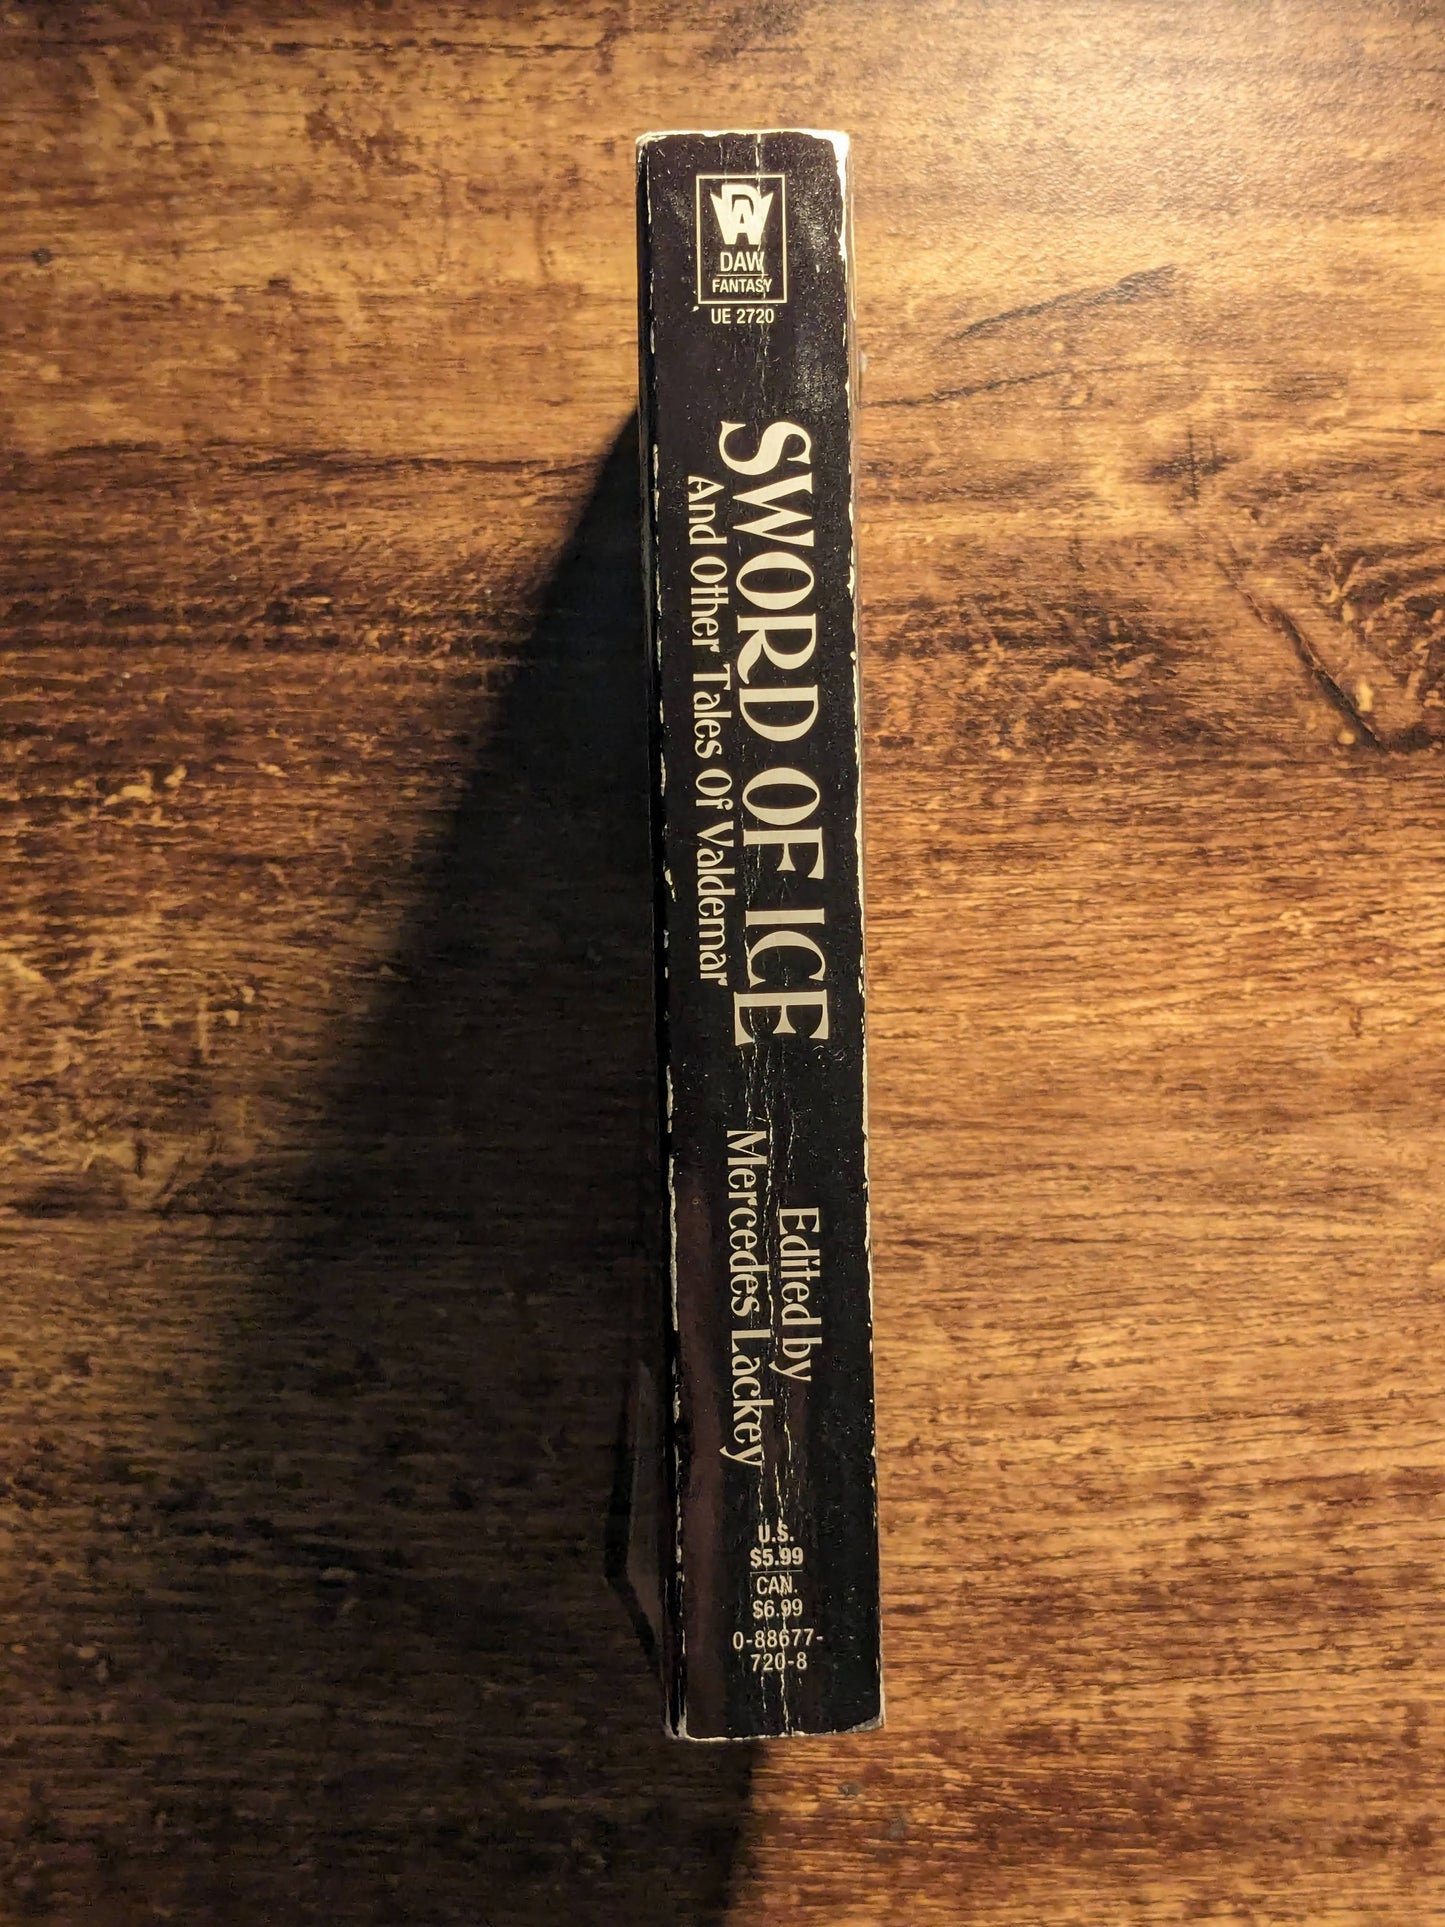 DAW
DAW
FANTASY
UE 2720
SWORD OF ICE
And Other Tales Of Valdemar
Edited by
Mercedes Lackey
U.S.
$5.99
CAN.
$6.99
0-88677-
720-8